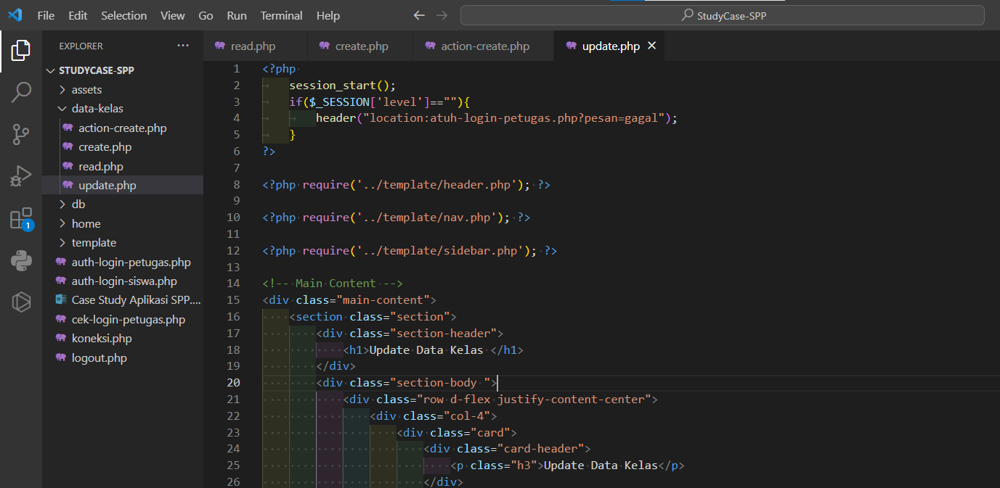 File Edit Selection View Go Run Terminal Help
StudyCase-SPP
EXPLORER
STUDYCASE-SPP
assets
data-kelas
action-create.php
create.php
read.php
update.php
db
home
template
auth-login-petugas.php
auth-login-siswa.php
Case Study Aplikasi SPP....
cek-login-petugas.php
koneksi.php
logout.php
1
read.php create.php action-create.php update.php
1 <?php
2 session_start();
3 if($_SESSION['level']==""){
4 header("location:atuh-login-petugas.php?pesan=gagal");
5 }
6 ?>
7
8 <?php require('../template/header.php'); ?>
9
10 <?php require('../template/nav.php'); ?>
11
12 <?php require('../template/sidebar.php'); ?>
13
14 <!-- Main Content -->
15 <div class="main-content">
16 <section class="section">
17 <div class="section-header">
18 <h1>Update Data Kelas </h1>
19 </div>
20 <div class="section-body ">
21 <div class="row d-flex justify-content-center">
22 <div class="col-4">
23 <div class="card">
24 <div class="card-header">
25 <p class="h3">Update Data Kelas</p>
26 </div>